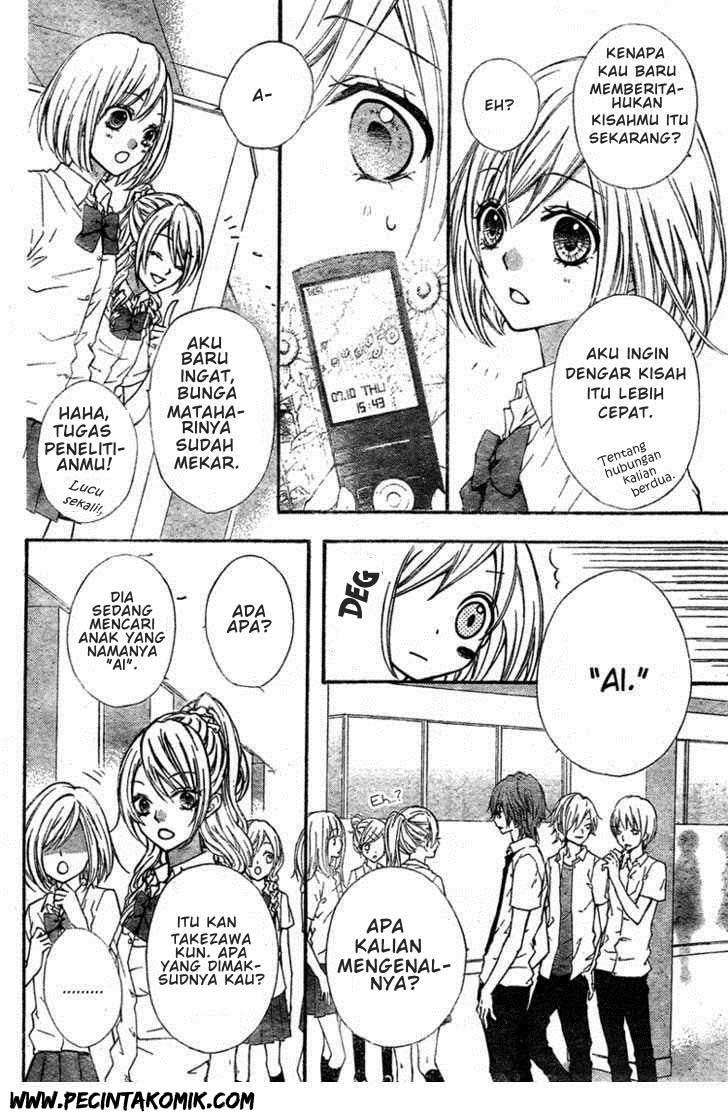 KENAPA
KAU BARU
MEMBERITA-
HUKAN
KISAHMU ITU
SEKARANG?
EH?
AKU INGIN
DENGAR KISAH
ITU LEBIH
CEPAT.
Tentang
hubungan
kalian
berdua.
A-
07.10 THU
15:43
AKU
BARU
INGAT,
BUNGA
MATAHA-
RINYA
SUDAH
MEKAR.
HAHA,
TUGAS
PENELITI-
ANMU!
Lucu
sekali!,
"AI."
DEG
ADA
APA?
DIA
SEDANG
MENCARI
ANAK YANG
NAMANYA
"AI".
Eh..?
APA
KALIAN
MENGENAL-
NYA?
ITU KAN
TAKEZAWA
KUN. APA
YANG DIMAK-
SUDNYA KAU?
.........
WWW.PECINTAKOMIK.COM